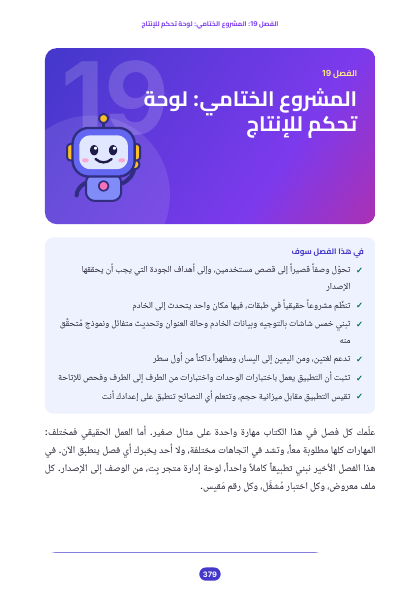 الفصل 19: المشروع الختامي: لوحة تحكم للإنتاج
19
الفصل 19
المشروع الختامي: لوحة
تحكم للإنتاج
في هذا الفصل سوف
✓ تحوّل وصفاً قصيراً إلى قصص مستخدمين، وإلى أهداف الجودة التي يجب أن يحققها
الإصدار
✓ تنظّم مشروعاً حقيقياً في طبقات، فيها مكان واحد يتحدث إلى الخادم
✓ تبني خمس شاشات بالتوجيه وبيانات الخادم وحالة العنوان وتحديث متفائل ونموذج مُتحقَّق
منه
✓ تدعم لغتين، ومن اليمين إلى اليسار، ومظهراً داكناً من أول سطر
✓ تثبت أن التطبيق يعمل باختبارات الوحدات واختبارات من الطرف إلى الطرف وفحص للإتاحة
✓ تقيس التطبيق مقابل ميزانية حجم، وتتعلم أي النصائح تنطبق على إعدادك أنت
علّمك كل فصل في هذا الكتاب مهارة واحدة على مثال صغير. أما العمل الحقيقي فمختلف:
المهارات كلها مطلوبة معاً، وتشد في اتجاهات مختلفة، ولا أحد يخبرك أي فصل ينطبق الآن. في
هذا الفصل الأخير نبني تطبيقاً كاملاً واحداً، لوحة إدارة متجر بِت، من الوصف إلى الإصدار. كل
ملف معروض، وكل اختبار مُشغَّل، وكل رقم مَقيس.
379